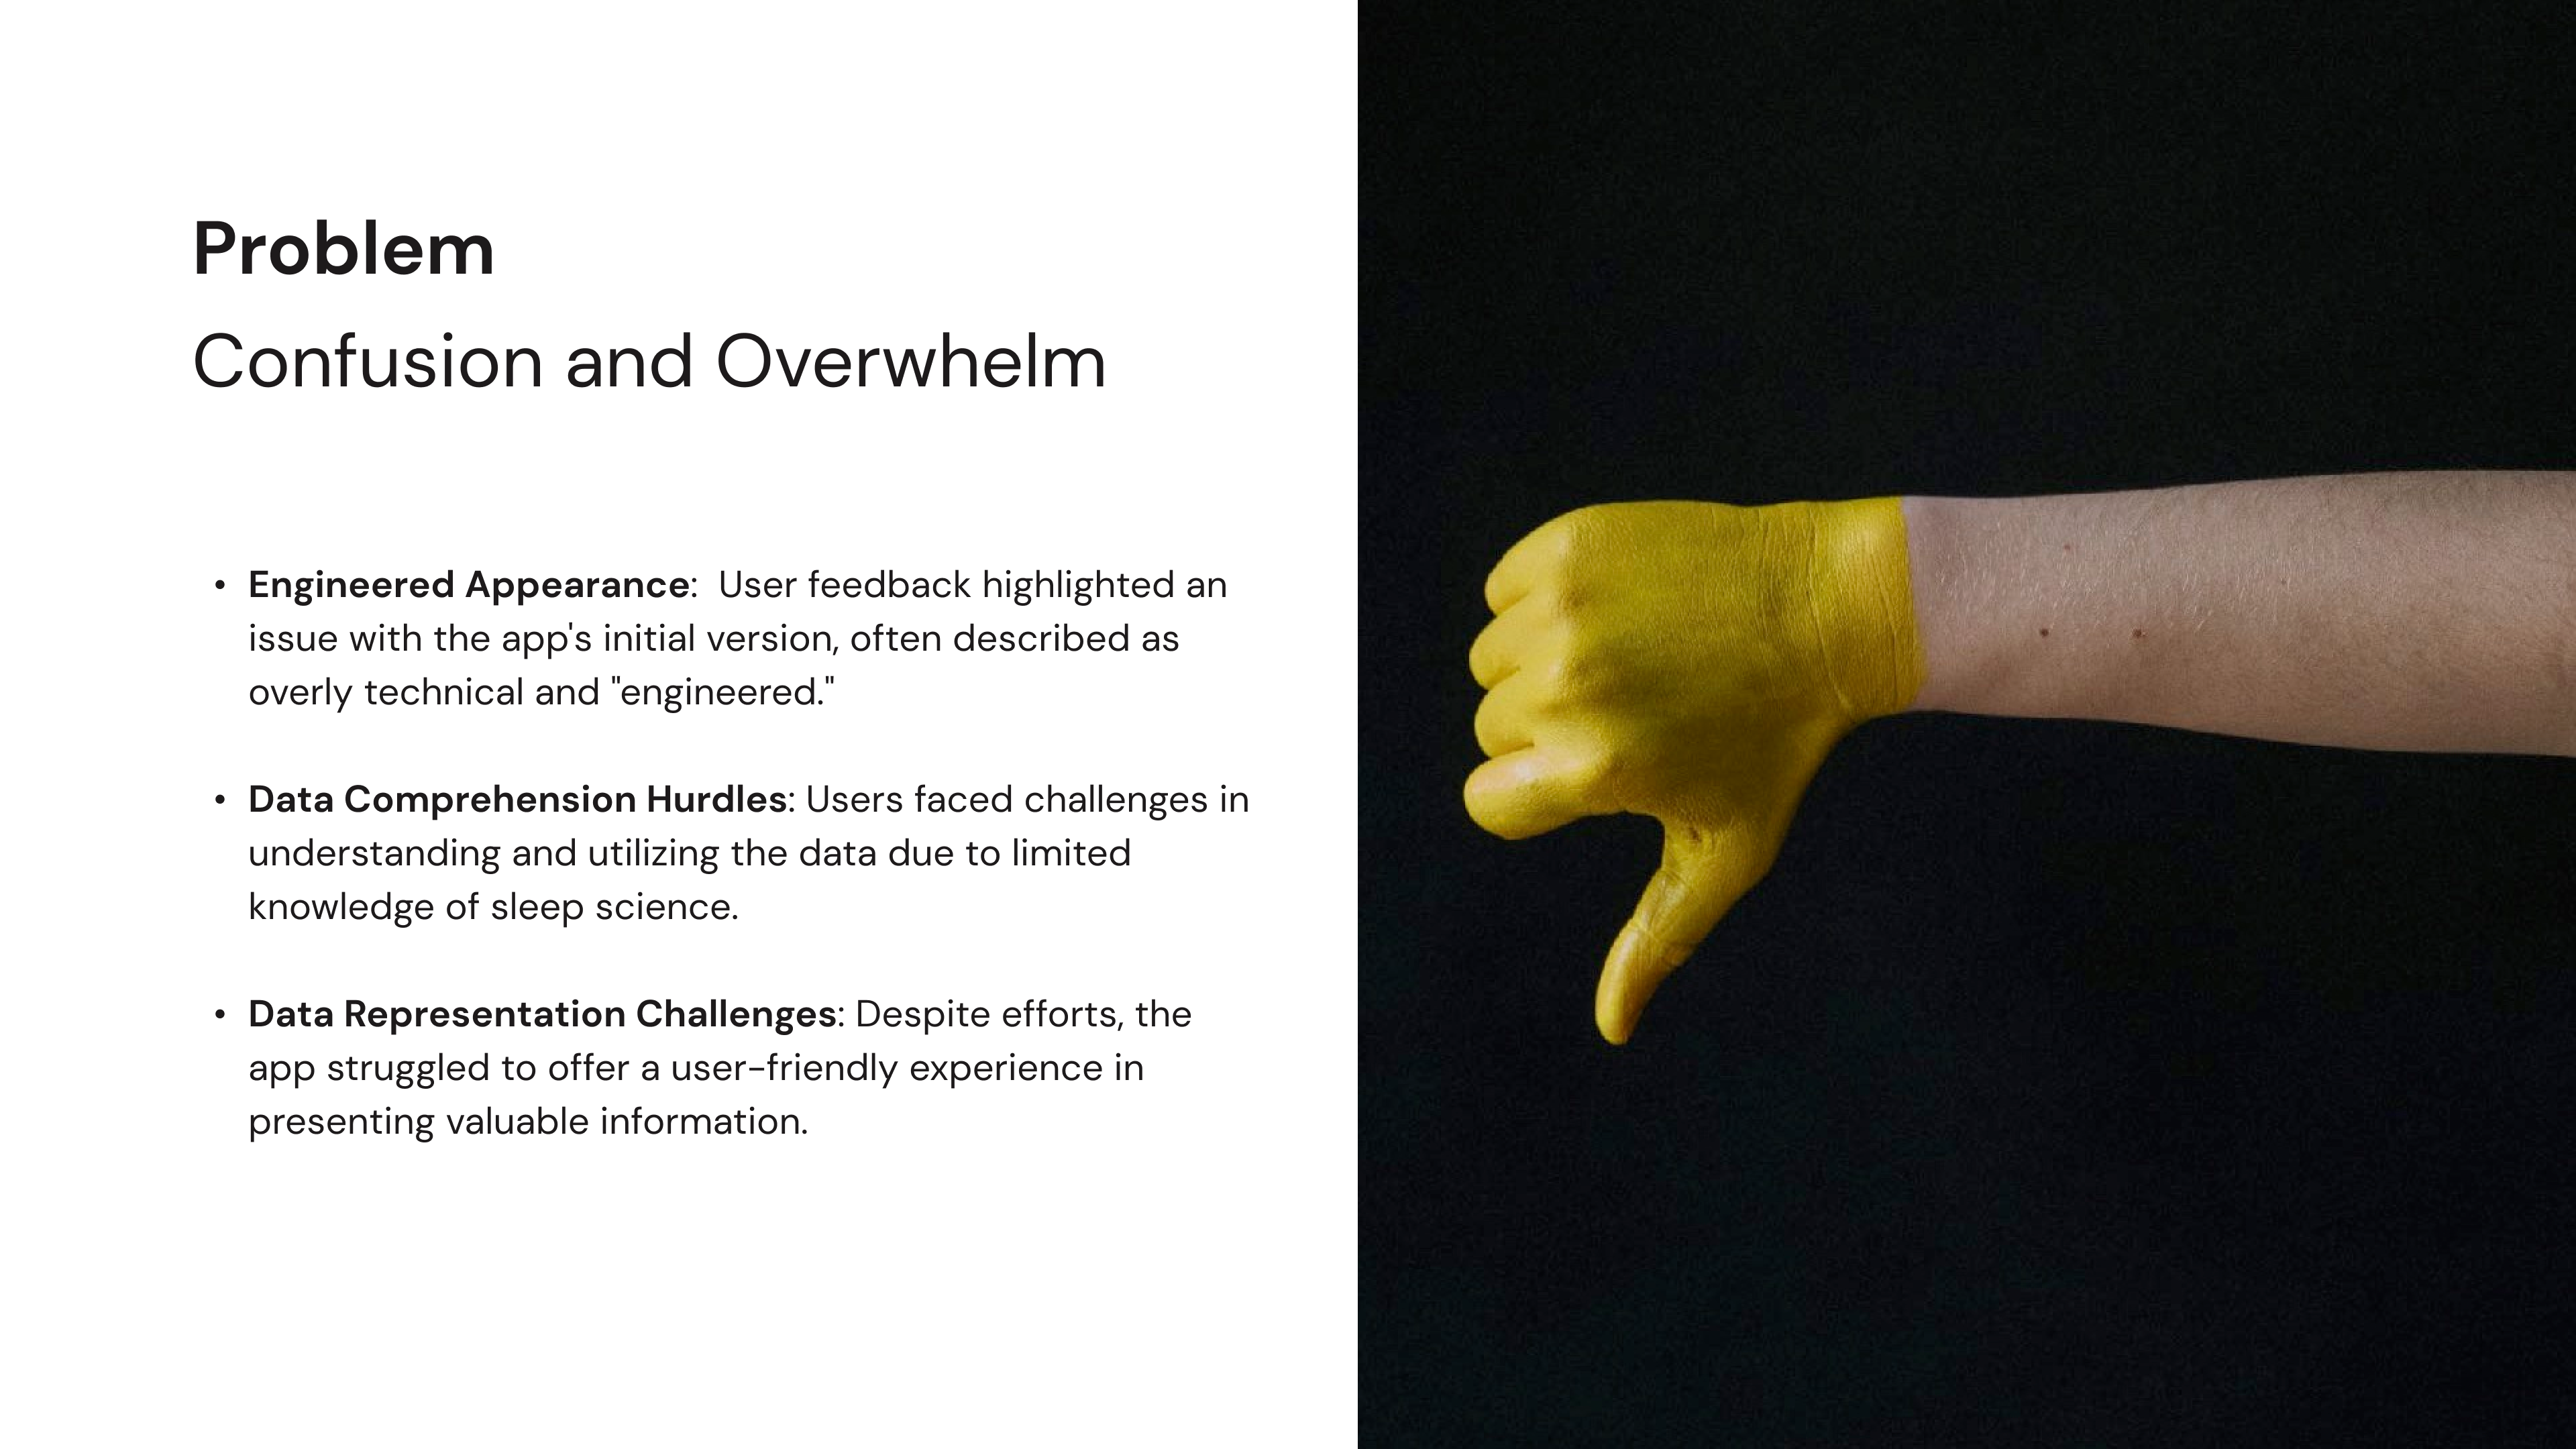 Problem
Confusion and Overwhelm
• Engineered Appearance:  User feedback highlighted an
issue with the app's initial version, often described as
overly technical and "engineered."
• Data Comprehension Hurdles: Users faced challenges in
understanding and utilizing the data due to limited
knowledge of sleep science.
• Data Representation Challenges: Despite efforts, the
app struggled to offer a user-friendly experience in
presenting valuable information.